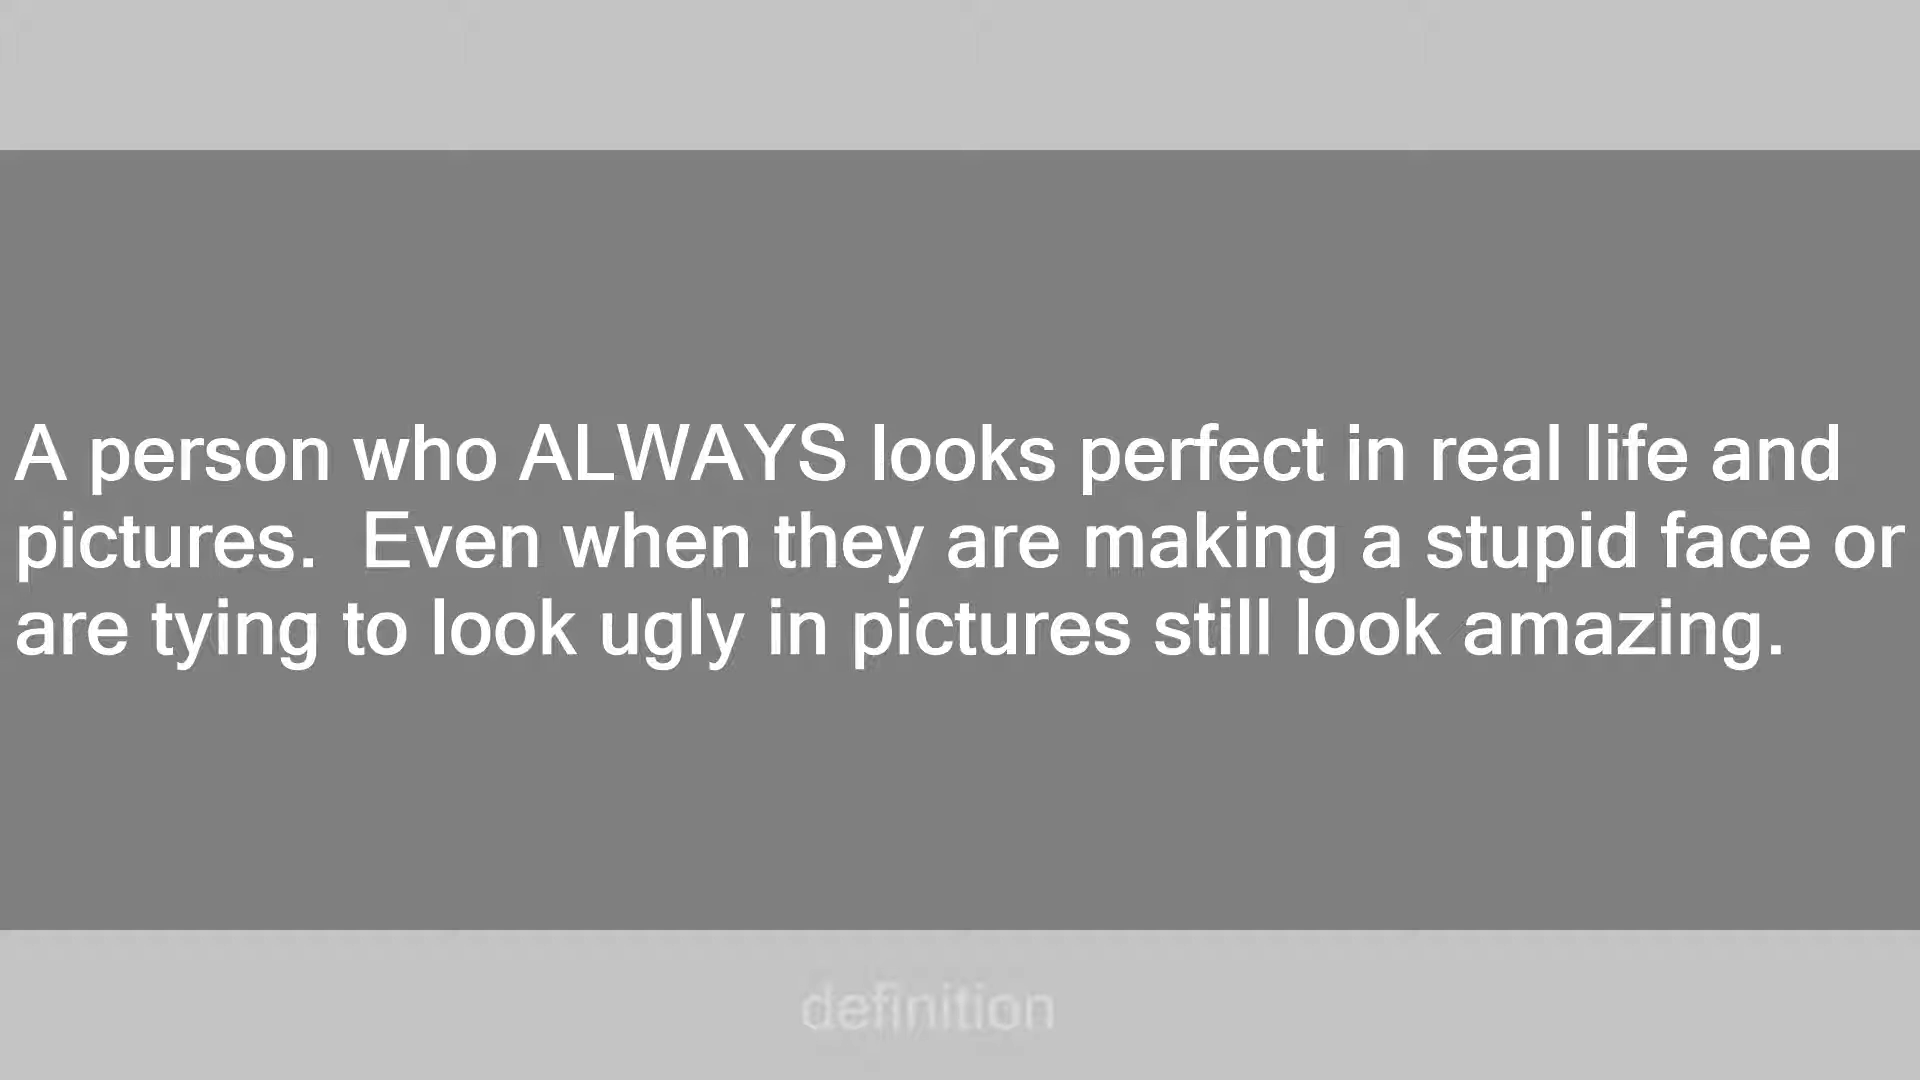 A person who ALWAYS looks perfect in real life and
pictures.  Even when they are making a stupid face or
are tying to look ugly in pictures still look amazing.
definition